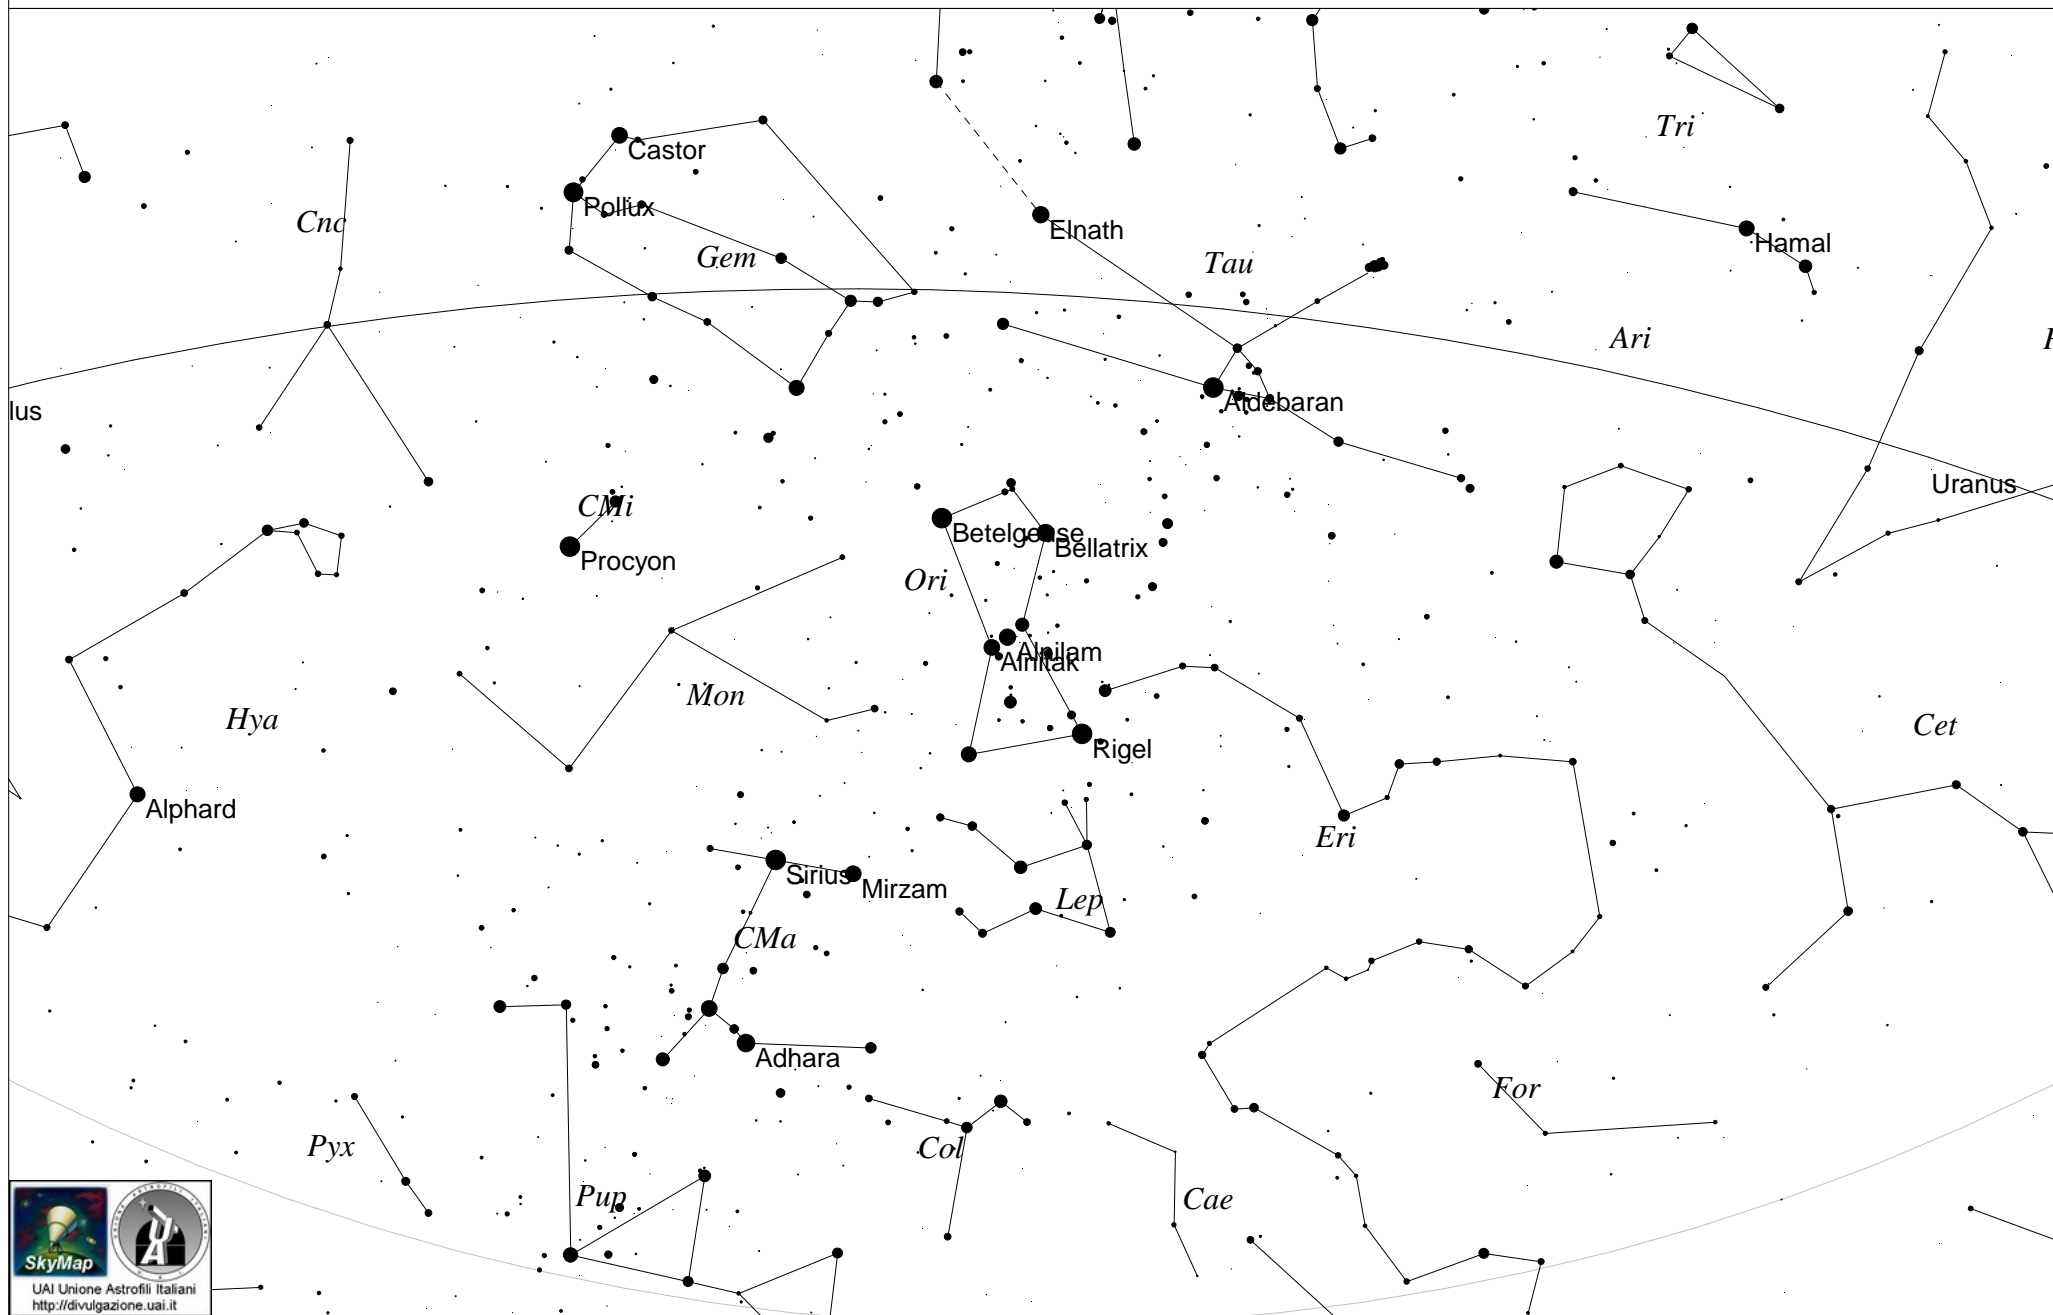 Castor
Tri
Cnc
Pollux
Elnath
Hamal
Gem
Tau
Ari
lus
Aldebaran
Uranus
CMi
Betelgeuse
Bellatrix
Procyon
Ori
Alnilam
Alnitak
Mon
Hya
Cet
Rigel
Alphard
Eri
Sirius
Mirzam
Lep
CMa
Adhara
For
Pyx
Col
Pup
Cae
SkyMap
UAI Unione Astrofili Italiani
http://divulgazione.uai.it